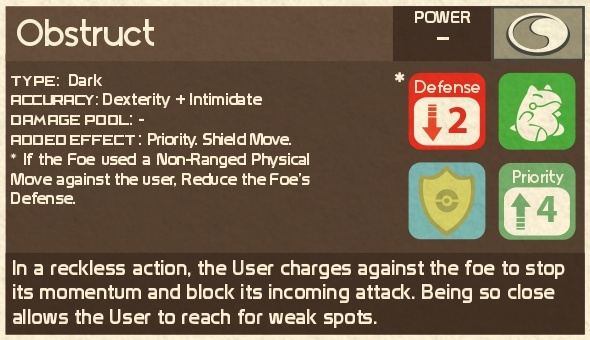 Obstruct
POWER
–
TYPE: Dark
ACCURACY: Dexterity + Intimidate
DAMAGE POOL: -
ADDED EFFECT: Priority. Shield Move.
* If the Foe used a Non-Ranged Physical
Move against the user, Reduce the Foe's
Defense.
* Defense
2
Priority
4
In a reckless action, the User charges against the foe to stop
its momentum and block its incoming attack. Being so close
allows the User to reach for weak spots.